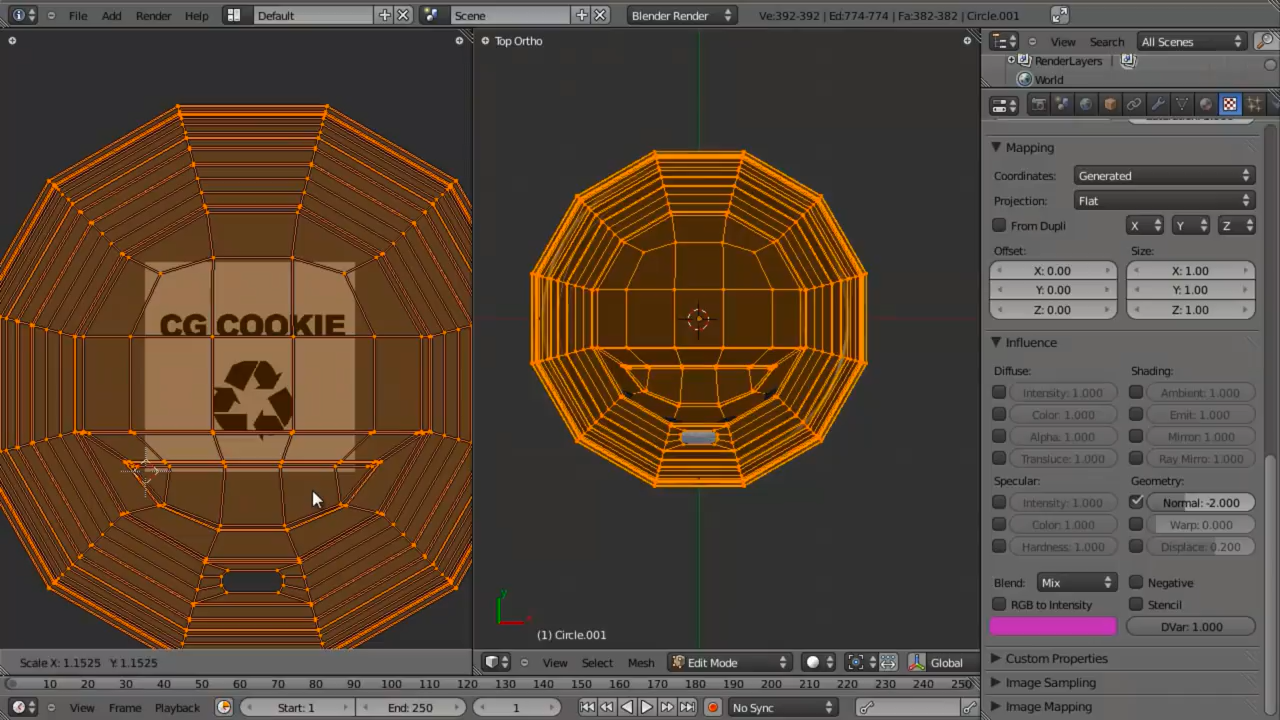 File Add Render Help Default Scene Blender Render Ve:392-392 | Ed:774-774 | Fa:382-382 | Circle.001
Top Ortho
View Search All Scenes
RenderLayers
World
Mapping
Coordinates: Generated
Projection: Flat
From Dupli X Y Z
Offset: Size:
X: 0.00 X: 1.00
Y: 0.00 Y: 1.00
Z: 0.00 Z: 1.00
CG COOKIE
Influence
Diffuse: Shading:
Intensity: 1.000 Ambient: 1.000
Color: 1.000 Emit: 1.000
Alpha: 1.000 Mirror: 1.000
Transluce: 1.000 Ray Mirro: 1.000
Specular: Geometry:
Intensity: 1.000 Normal: -2.000
Color: 1.000 Warp: 0.000
Hardness: 1.000 Displace: 0.200
Blend: Mix Negative
RGB to Intensity Stencil
DVar: 1.000
y
(1) Circle.001
Scale X: 1.1525 Y: 1.1525
View Select Mesh Edit Mode Global
Custom Properties
Image Sampling
Image Mapping
10 20 30 40 50 60 70 80 90 100 110 120 130 140 150 160 170 180 190 200 210 220 230 240 250
View Frame Playback Start: 1 End: 250 1 No Sync